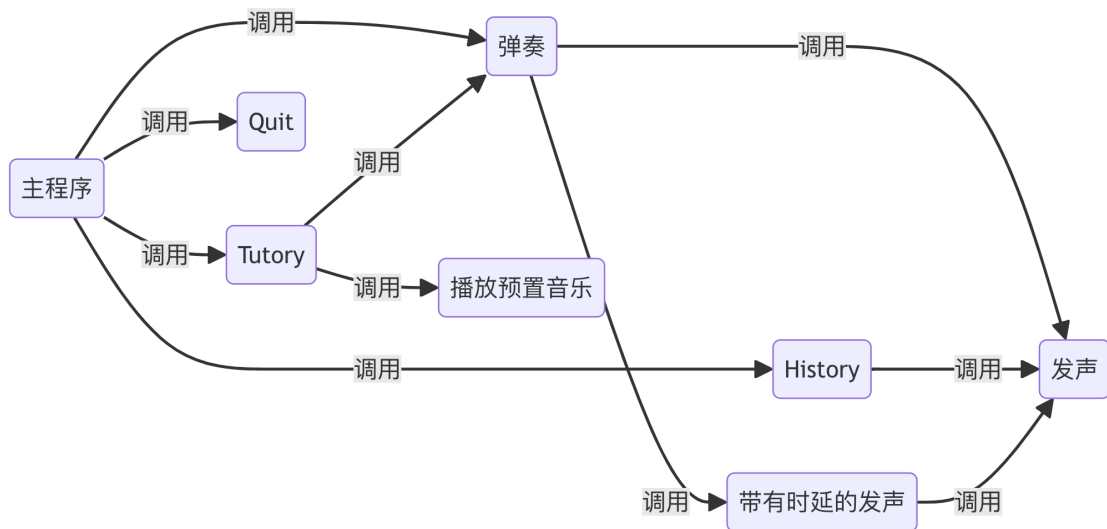 调用
弹奏
调用
调用
Quit
调用
主程序
调用
Tutory
调用
播放预置音乐
调用
History
调用
发声
调用
带有时延的发声
调用